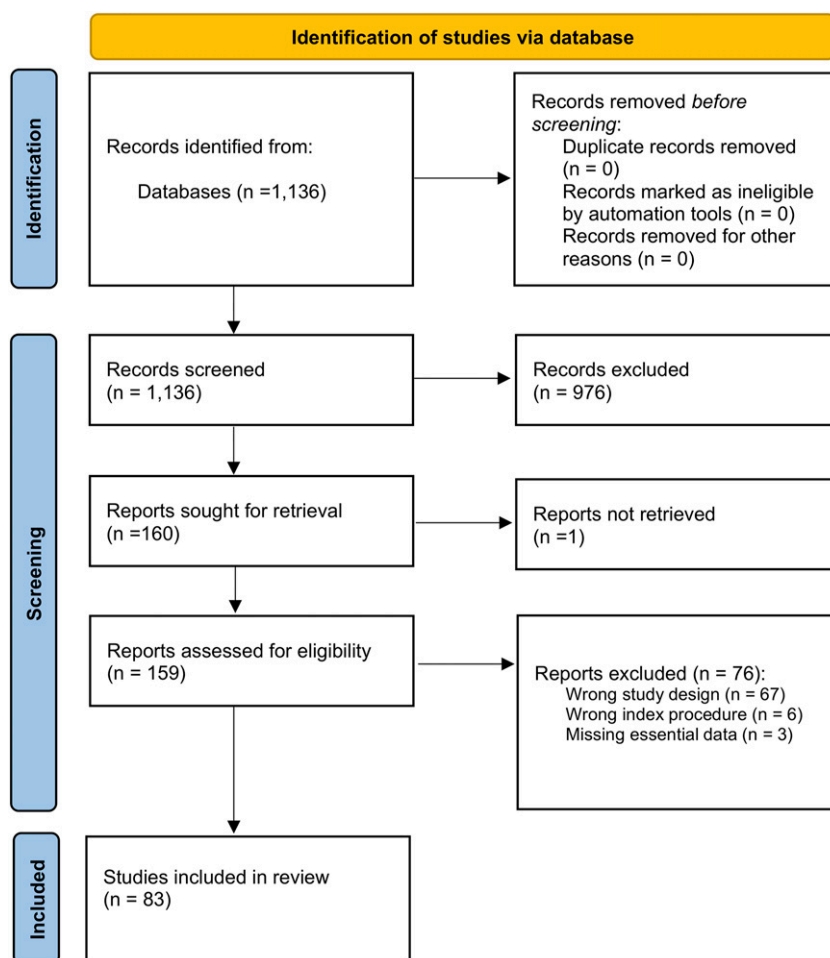 Identification of studies via database
Identification
Records identified from:
Databases (n =1,136)
Records removed before
screening:
Duplicate records removed
(n = 0)
Records marked as ineligible
by automation tools (n = 0)
Records removed for other
reasons (n = 0)
Screening
Records screened
(n = 1,136)
Records excluded
(n = 976)
Reports sought for retrieval
(n =160)
Reports not retrieved
(n =1)
Reports assessed for eligibility
(n = 159)
Reports excluded (n = 76):
Wrong study design (n = 67)
Wrong index procedure (n = 6)
Missing essential data (n = 3)
Included
Studies included in review
(n = 83)